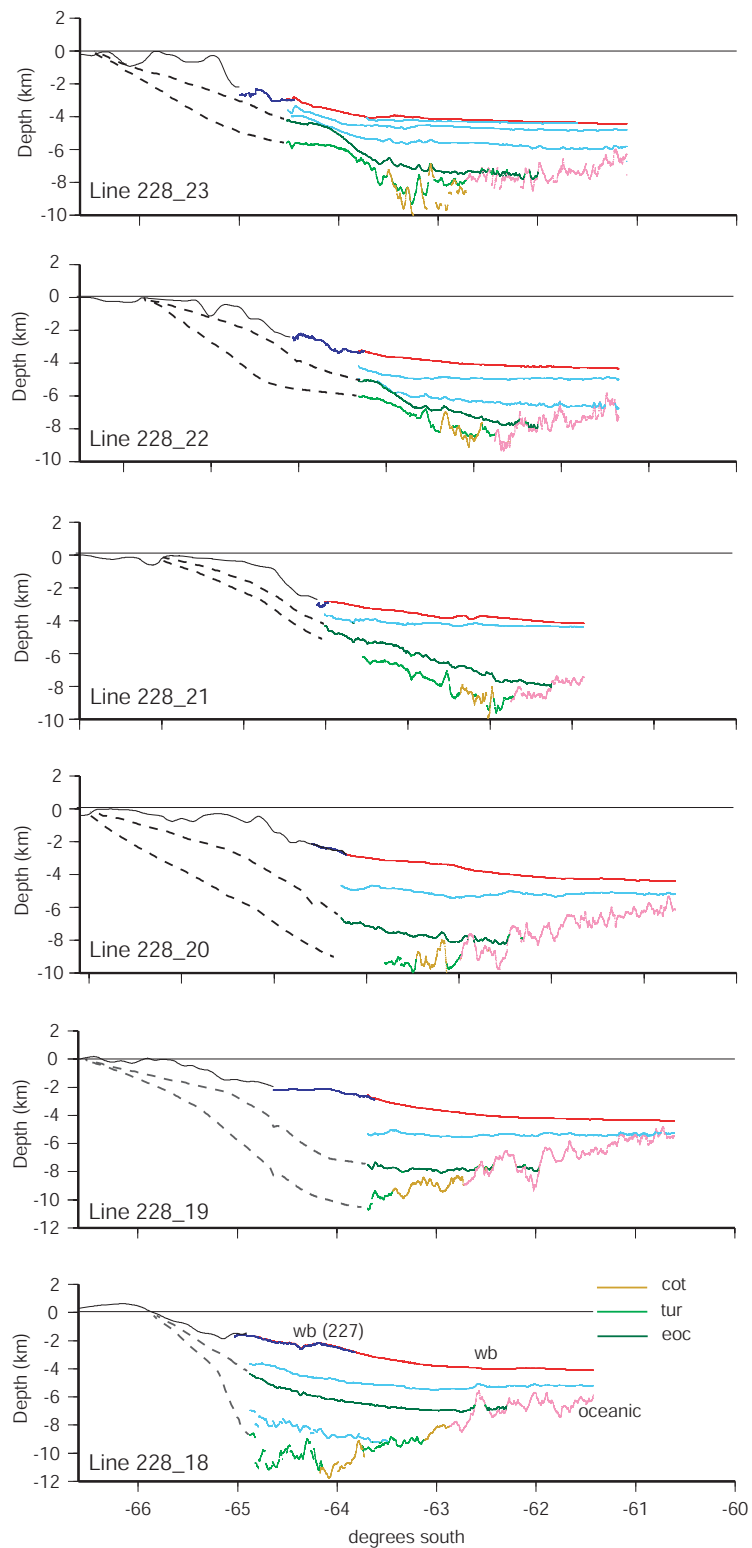 2
0
-2
-4
-6
-8
-10
Depth (km)
Line 228_23
2
0
-2
-4
-6
-8
-10
Depth (km)
Line 228_22
2
0
-2
-4
-6
-8
-10
Depth (km)
Line 228_21
2
0
-2
-4
-6
-8
-10
Depth (km)
Line 228_20
2
0
-2
-4
-6
-8
-10
-12
Depth (km)
Line 228_19
2
0
-2
-4
-6
-8
-10
-12
Depth (km)
cot
tur
eoc
wb (227)
wb
oceanic
Line 228_18
-66 -65 -64 -63 -62 -61 -60
degrees south